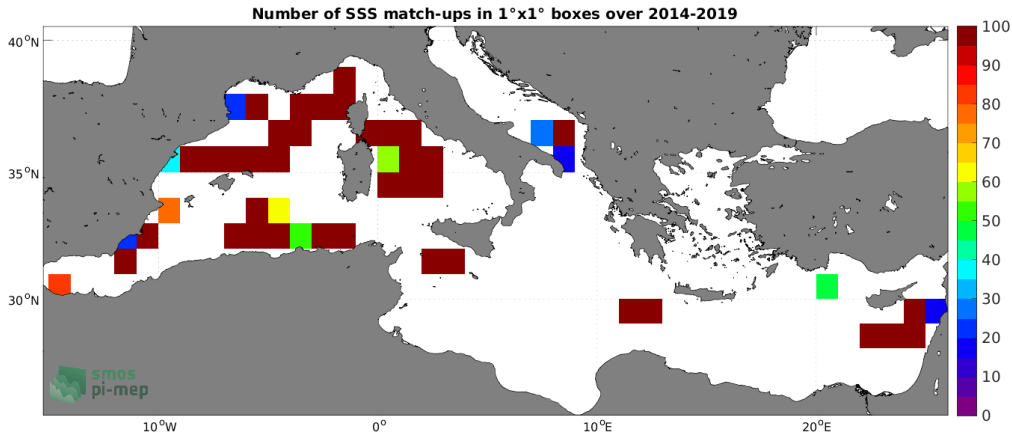 Number of SSS match-ups in 1°x1° boxes over 2014-2019
40°N
35°N
30°N
10°W
0°
10°E
20°E
100
90
80
70
60
50
40
30
20
10
0
smos
pi-mep